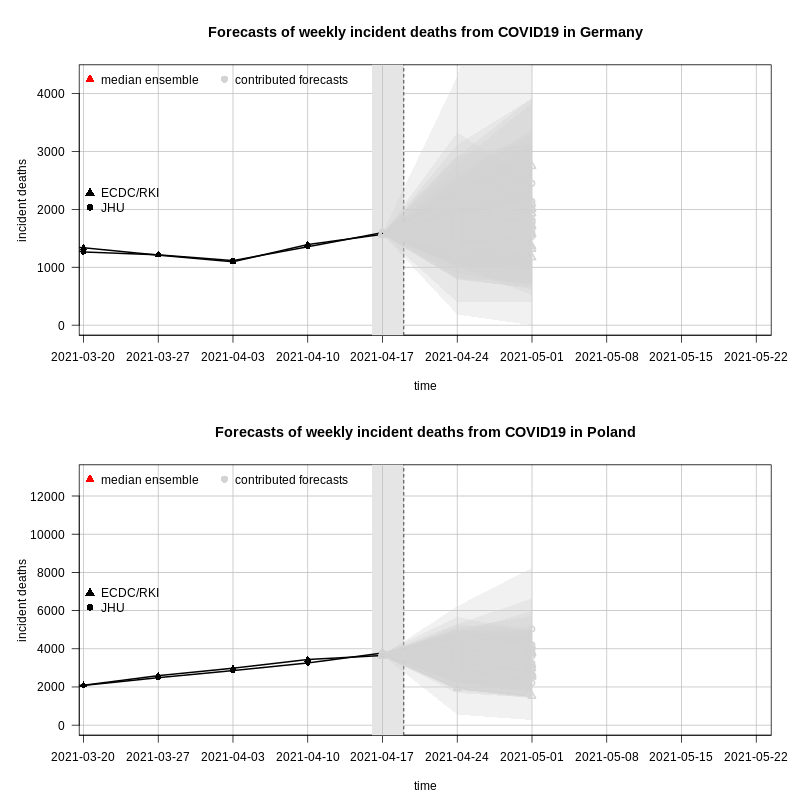 Forecasts of weekly incident deaths from COVID19 in Germany
median ensemble contributed forecasts
4000
3000
ECDC/RKI
2000
JHU
1000
0
incident deaths
2021-03-20 2021-03-27 2021-04-03 2021-04-10 2021-04-17 2021-04-24 2021-05-01 2021-05-08 2021-05-15 2021-05-22
time
Forecasts of weekly incident deaths from COVID19 in Poland
median ensemble contributed forecasts
12000
10000
8000
ECDC/RKI
6000
JHU
4000
2000
0
incident deaths
2021-03-20 2021-03-27 2021-04-03 2021-04-10 2021-04-17 2021-04-24 2021-05-01 2021-05-08 2021-05-15 2021-05-22
time